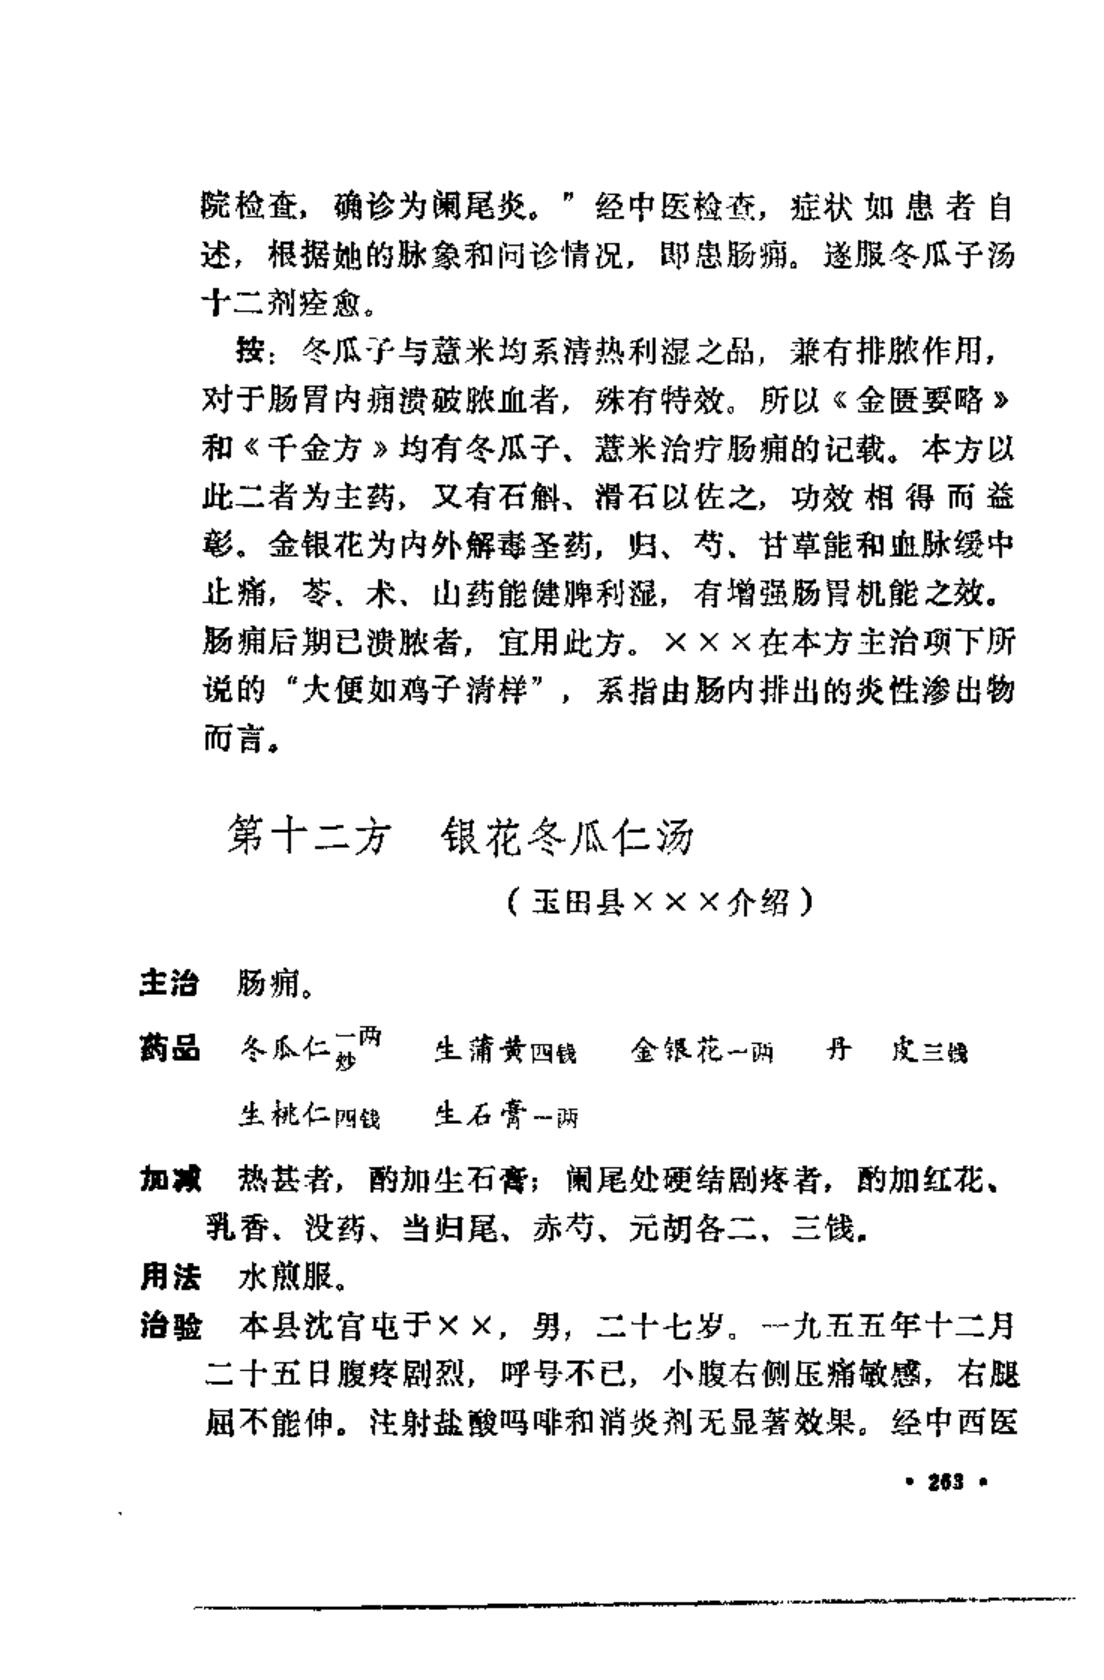 院检查，确诊为阑尾炎。”经中医检查，症状如患者自
述，根据她的脉象和问诊情况，即患肠痈。遂服冬瓜子汤
十二剂痊愈。
按：冬瓜子与薏米均系清热利湿之品，兼有排脓作用，
对于肠胃内痈溃破脓血者，殊有特效。所以《金匮要略》
和《千金方》均有冬瓜子、薏米治疗肠痈的记载。本方以
此二者为主药，又有石斛、滑石以佐之，功效相得而益
彰。金银花为内外解毒圣药，归、芍、甘草能和血脉缓中
止痛，苓、术、山药能健脾利湿，有增强肠胃机能之效。
肠痈后期已溃脓者，宜用此方。×××在本方主治项下所
说的“大便如鸡子清样”，系指由肠内排出的炎性渗出物
而言。
第十二方 银花冬瓜仁汤
（玉田县×××介绍）
主治 肠痈。
药品 冬瓜仁一两炒 生蒲黄四钱 金银花一两 丹皮三钱
生桃仁四钱 生石膏一两
加减 热甚者，酌加生石膏；阑尾处硬结剧疼者，酌加红花、
乳香、没药、当归尾、赤芍、元胡各二、三钱。
用法 水煎服。
治验 本县沈官屯于××，男，二十七岁。一九五五年十二月
二十五日腹疼剧烈，呼号不已，小腹右侧压痛敏感，右腿
屈不能伸。注射盐酸吗啡和消炎剂无显著效果。经中西医
• 263 •